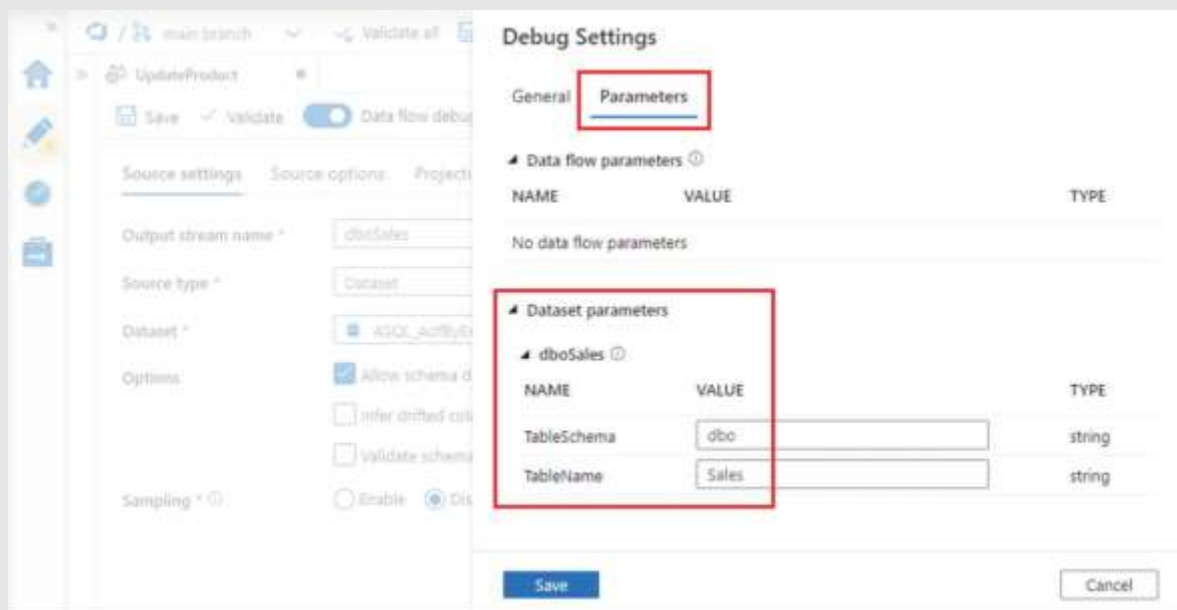 / main branch Validate all
Debug Settings
UpdateProduct
General Parameters
Save Validate Data flow debug
Data flow parameters
Source settings Source options Projecti
NAME VALUE TYPE
Output stream name * dboSales
No data flow parameters
Source type * Dataset
Dataset parameters
Dataset *
dboSales
Options Allow schema d
NAME VALUE TYPE
Infer drifted colu
TableSchema dbo string
Validate schema
TableName Sales string
Sampling * Enable Dis
Save Cancel